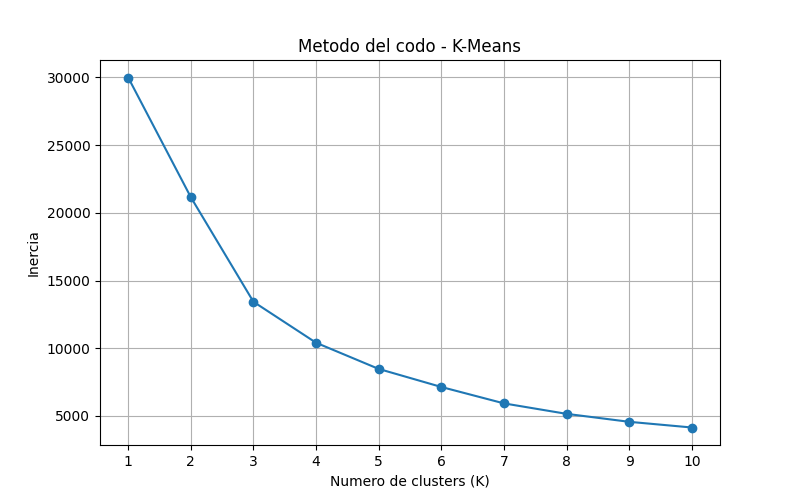 Metodo del codo - K-Means
30000
25000
20000
15000
10000
5000
Inercia
1 2 3 4 5 6 7 8 9 10
Numero de clusters (K)